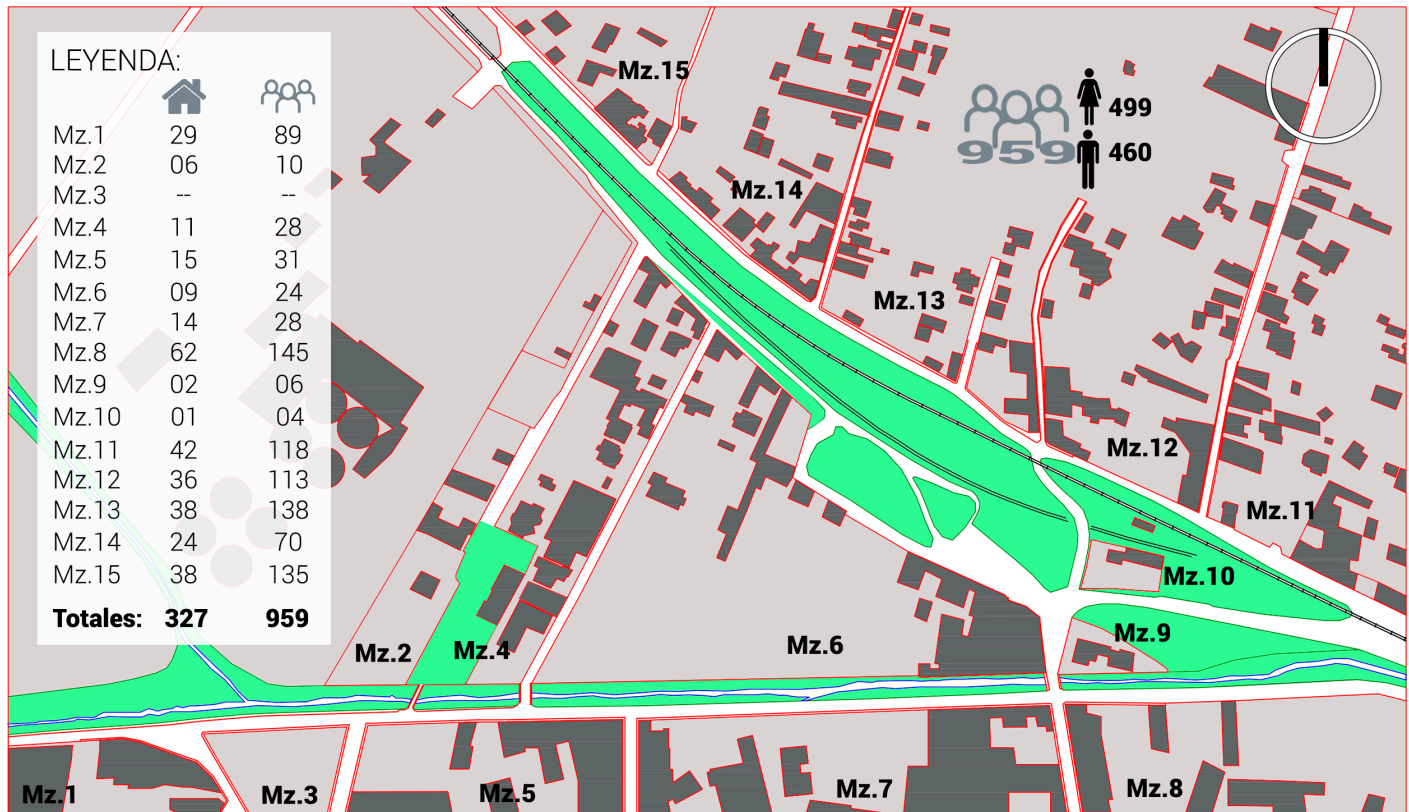 LEYENDA:
Mz.1 29 89
Mz.2 06 10
Mz.3 -- --
Mz.4 11 28
Mz.5 15 31
Mz.6 09 24
Mz.7 14 28
Mz.8 62 145
Mz.9 02 06
Mz.10 01 04
Mz.11 42 118
Mz.12 36 113
Mz.13 38 138
Mz.14 24 70
Mz.15 38 135
Totales: 327 959
Mz.15
499
959
460
Mz.14
Mz.13
Mz.12
Mz.11
Mz.10
Mz.9
Mz.6
Mz.4
Mz.2
Mz.1
Mz.3
Mz.5
Mz.7
Mz.8